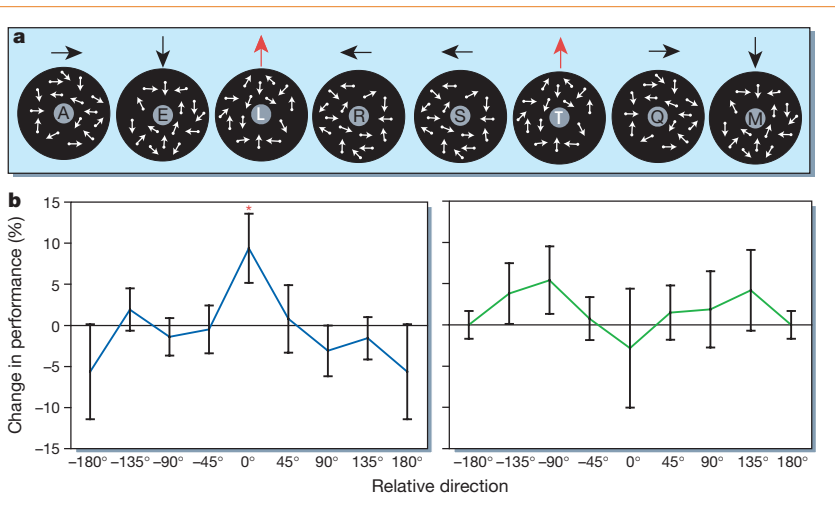 a
A E L R S T Q M
b
Change in performance (%)
15
10
5
0
−5
−10
−15
*
−180° −135° −90° −45° 0° 45° 90° 135° 180°
−180° −135° −90° −45° 0° 45° 90° 135° 180°
Relative direction